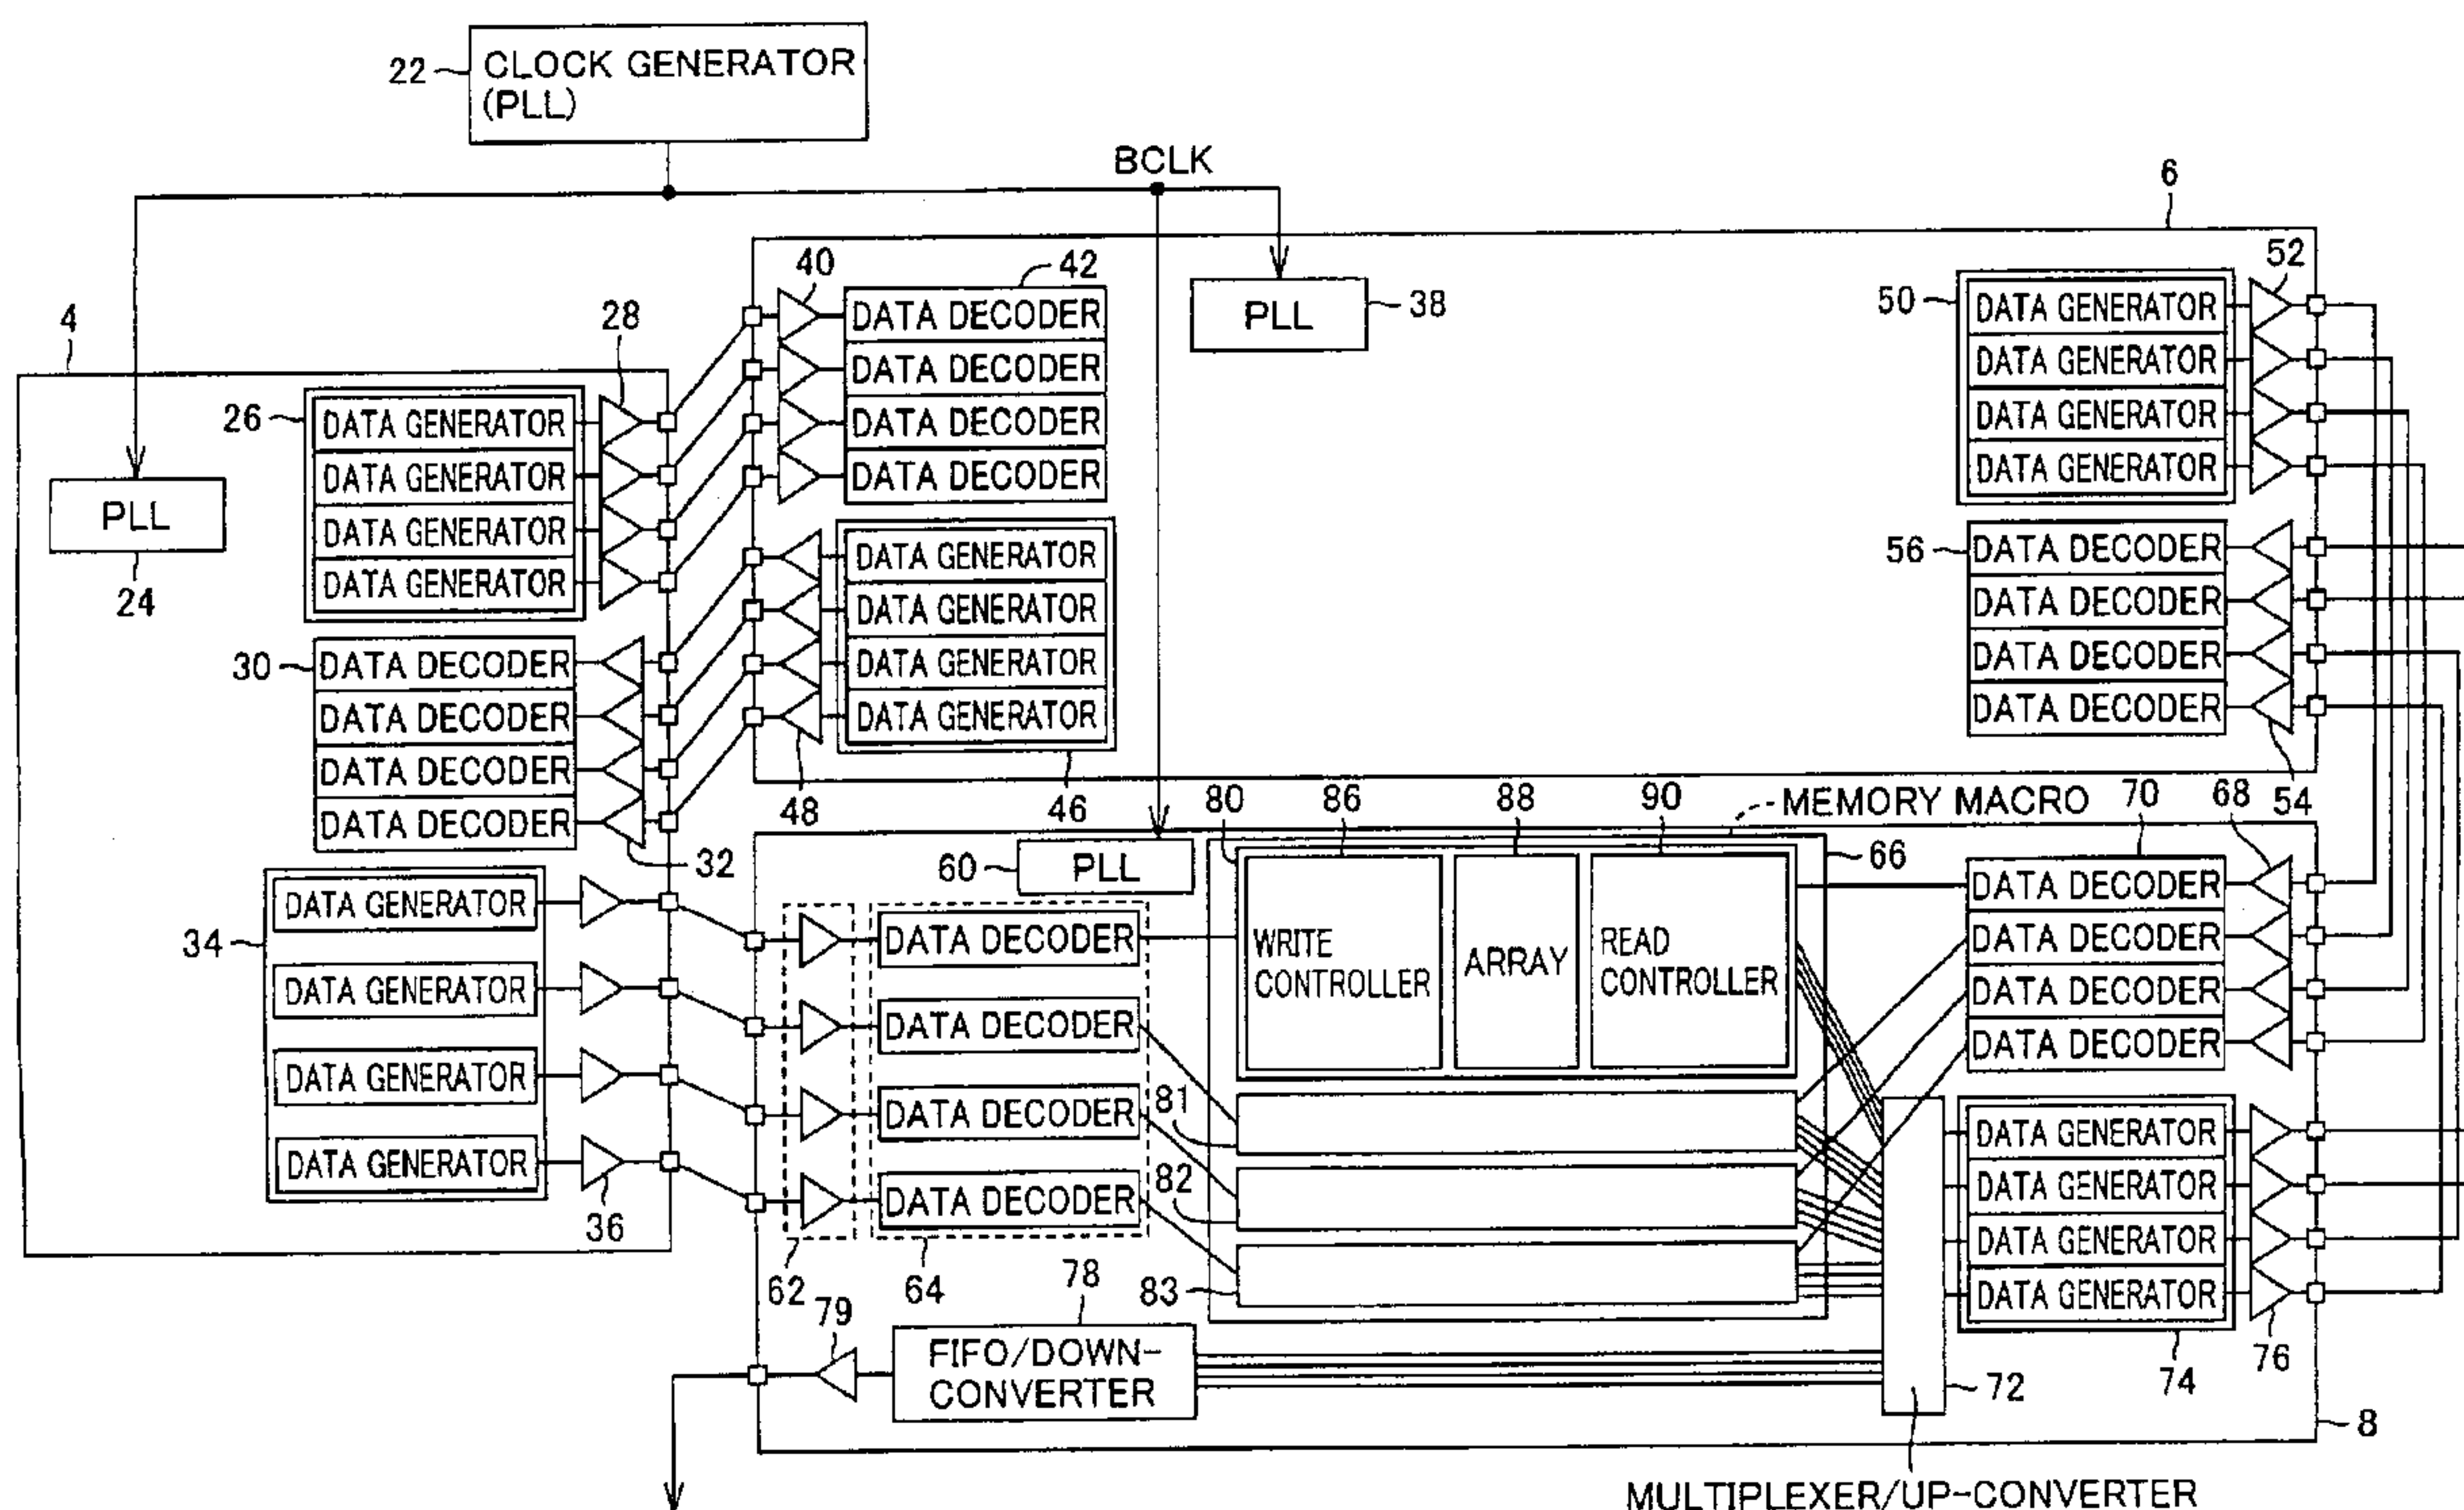 22 CLOCK GENERATOR
(PLL)
BCLK
6
4
28
40
42
52
26
DATA GENERATOR
DATA GENERATOR
DATA GENERATOR
DATA GENERATOR
DATA DECODER
DATA DECODER
DATA DECODER
DATA DECODER
PLL
38
50
DATA GENERATOR
DATA GENERATOR
DATA GENERATOR
DATA GENERATOR
PLL
24
DATA GENERATOR
DATA GENERATOR
DATA GENERATOR
DATA GENERATOR
56
DATA DECODER
DATA DECODER
DATA DECODER
DATA DECODER
30
DATA DECODER
DATA DECODER
DATA DECODER
DATA DECODER
32
48
46
80
86
88
90
MEMORY MACRO
70
68
54
34
DATA GENERATOR
DATA GENERATOR
DATA GENERATOR
DATA GENERATOR
36
60
PLL
66
DATA DECODER
DATA DECODER
DATA DECODER
DATA DECODER
WRITE
CONTROLLER
ARRAY
READ
CONTROLLER
DATA DECODER
DATA DECODER
DATA DECODER
DATA DECODER
81
82
83
DATA GENERATOR
DATA GENERATOR
DATA GENERATOR
DATA GENERATOR
62
64
78
79
FIFO/DOWN-
CONVERTER
72
74
76
8
MULTIPLEXER/UP-CONVERTER